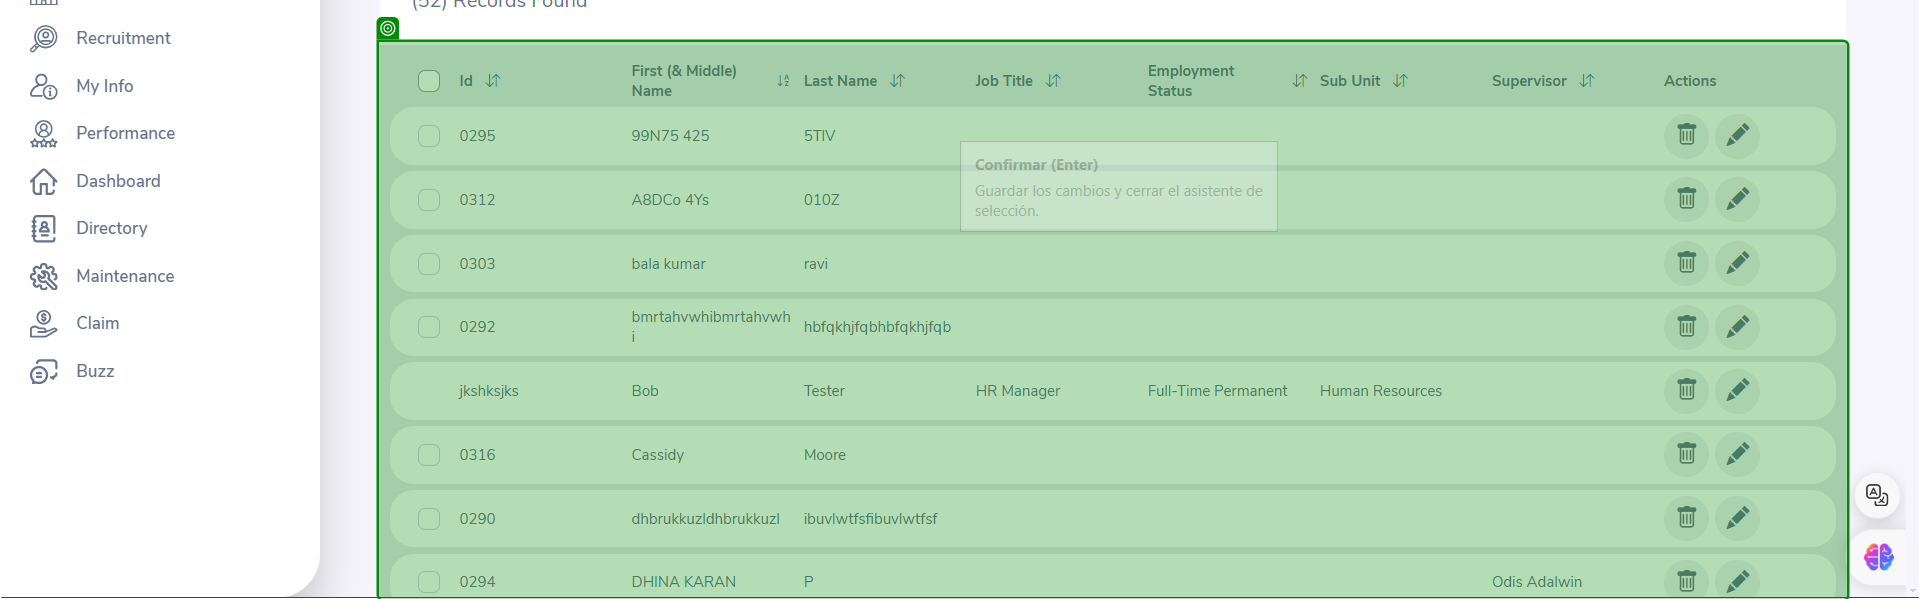 (52) Records Found
Recruitment
My Info
Performance
Dashboard
Directory
Maintenance
Claim
Buzz
Id First (& Middle) Name Last Name Job Title Employment Status Sub Unit Supervisor Actions
0295 99N75 425 5TIV
Confirmar (Enter)
Guardar los cambios y cerrar el asistente de
selección.
0312 A8DCo 4Ys 010Z
0303 bala kumar ravi
0292 bmrtahvwhibmrtahvwh
i hbfqkhjfqbhbfqkhjfqb
jkshksjks Bob Tester HR Manager Full-Time Permanent Human Resources
0316 Cassidy Moore
0290 dhbrukkuzldhbrukkuzl ibuvlwtfsfibuvlwtfsf
0294 DHINA KARAN P Odis Adalwin